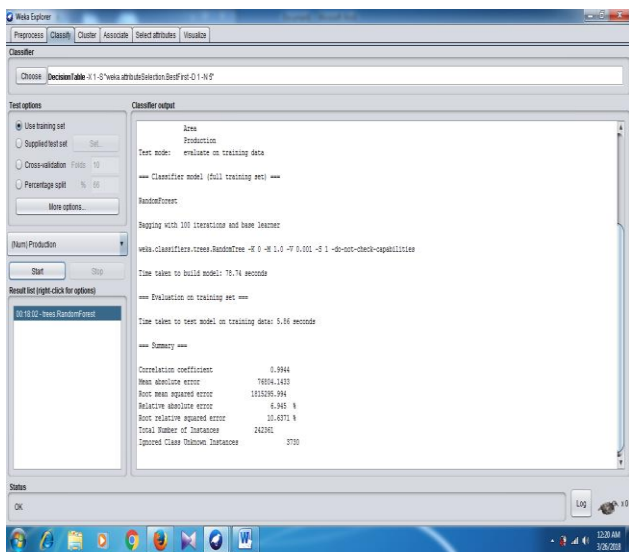 Weka Explorer
Preprocess Classify Cluster Associate Select attributes Visualize
Classifier
Choose DecisionTable -X 1 -S "weka.attributeSelection.BestFirst -D 1 -N 5"
Test options
Use training set
Supplied test set Set...
Cross-validation Folds 10
Percentage split % 66
More options...
(Num) Production
Start Stop
Result list (right-click for options)
00:18:02 - trees.RandomForest
Classifier output
Area
Production
Test mode: evaluate on training data
=== Classifier model (full training set) ===
RandomForest
Bagging with 100 iterations and base learner
weka.classifiers.trees.RandomTree -K 0 -M 1.0 -V 0.001 -S 1 -do-not-check-capabilities
Time taken to build model: 78.74 seconds
=== Evaluation on training set ===
Time taken to test model on training data: 5.86 seconds
=== Summary ===
Correlation coefficient 0.9944
Mean absolute error 76804.1433
Root mean squared error 1815295.994
Relative absolute error 6.945 %
Root relative squared error 10.6371 %
Total Number of Instances 242361
Ignored Class Unknown Instances 3730
Status
OK
Log
x 0
12:20 AM
3/26/2018